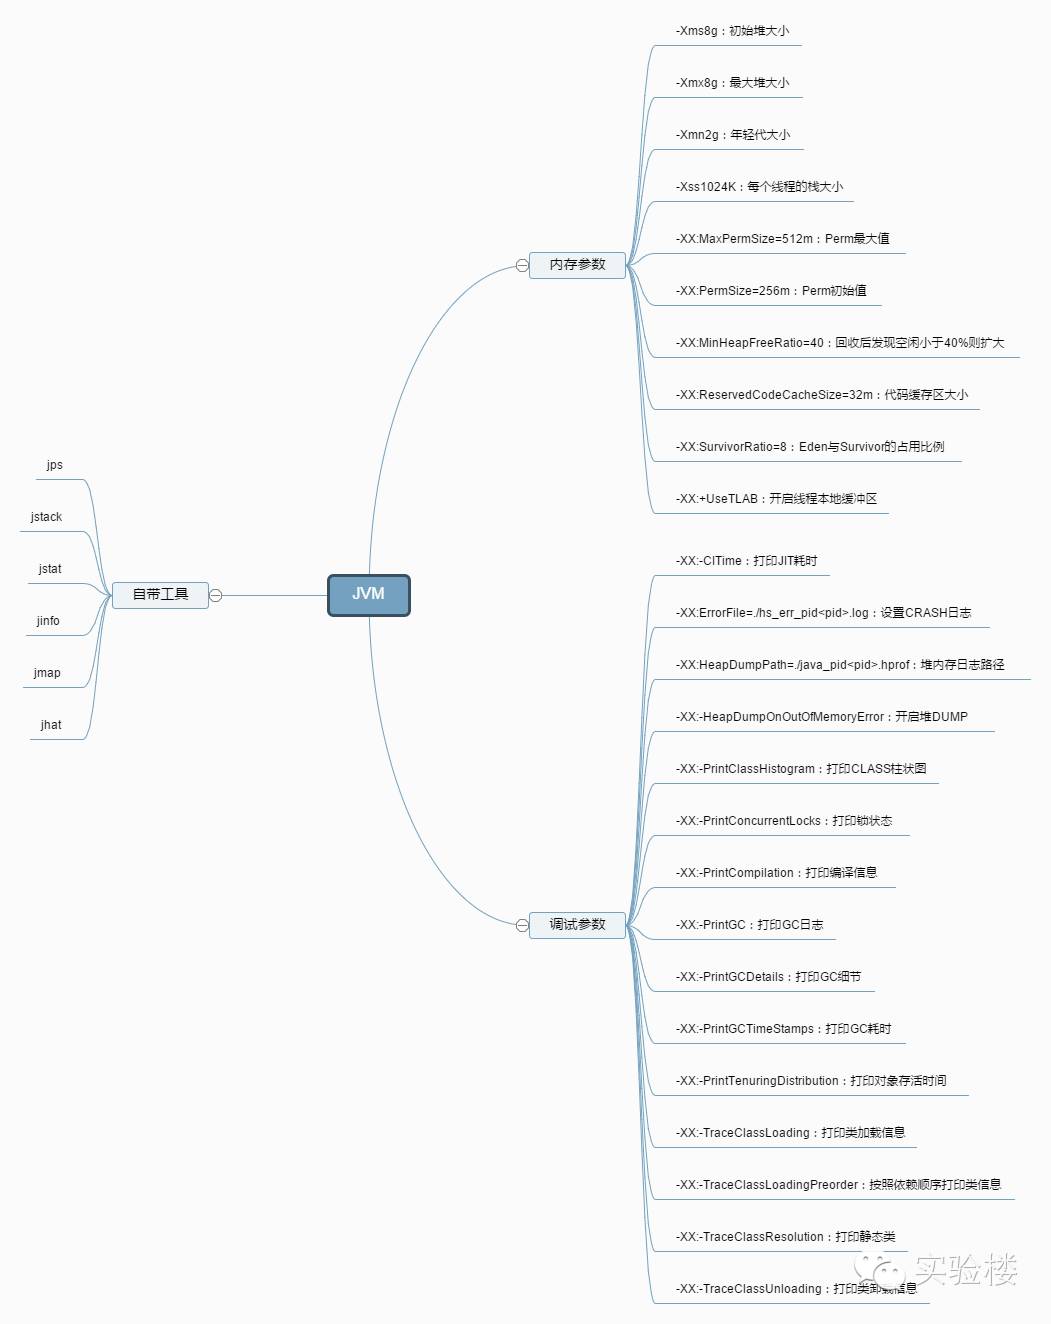 JVM
内存参数
-Xms8g：初始堆大小
-Xmx8g：最大堆大小
-Xmn2g：年轻代大小
-Xss1024K：每个线程的栈大小
-XX:MaxPermSize=512m：Perm最大值
-XX:PermSize=256m：Perm初始值
-XX:MinHeapFreeRatio=40：回收后发现空闲小于40%则扩大
-XX:ReservedCodeCacheSize=32m：代码缓存区大小
-XX:SurvivorRatio=8：Eden与Survivor的占用比例
-XX:+UseTLAB：开启线程本地缓冲区
调试参数
-XX:-CITime：打印JIT耗时
-XX:ErrorFile=./hs_err_pid<pid>.log：设置CRASH日志
-XX:HeapDumpPath=./java_pid<pid>.hprof：堆内存日志路径
-XX:-HeapDumpOnOutOfMemoryError：开启堆DUMP
-XX:-PrintClassHistogram：打印CLASS柱状图
-XX:-PrintConcurrentLocks：打印锁状态
-XX:-PrintCompilation：打印编译信息
-XX:-PrintGC：打印GC日志
-XX:-PrintGCDetails：打印GC细节
-XX:-PrintGCTimeStamps：打印GC耗时
-XX:-PrintTenuringDistribution：打印对象存活时间
-XX:-TraceClassLoading：打印类加载信息
-XX:-TraceClassLoadingPreorder：按照依赖顺序打印类信息
-XX:-TraceClassResolution：打印静态类
-XX:-TraceClassUnloading：打印类卸载信息
自带工具
jps
jstack
jstat
jinfo
jmap
jhat
实验楼